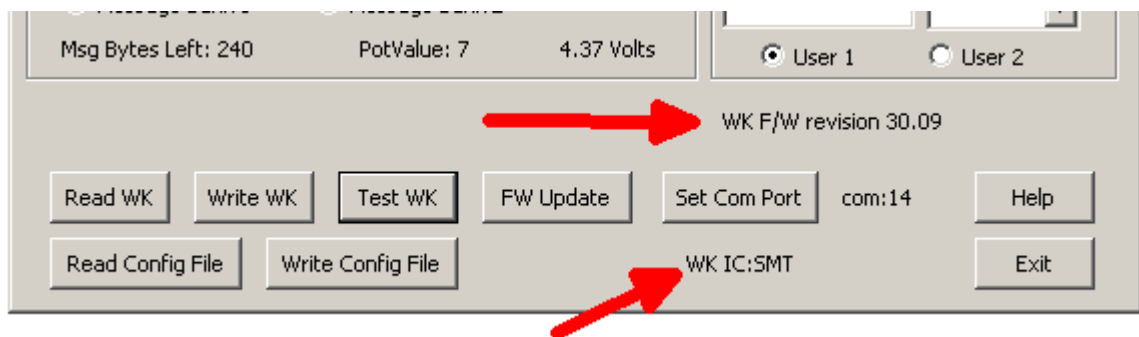 Msg Bytes Left: 240 PotValue: 7 4.37 Volts
User 1 User 2
WK F/W revision 30.09
Read WK Write WK Test WK FW Update Set Com Port com:14 Help
Read Config File Write Config File WK IC:SMT Exit